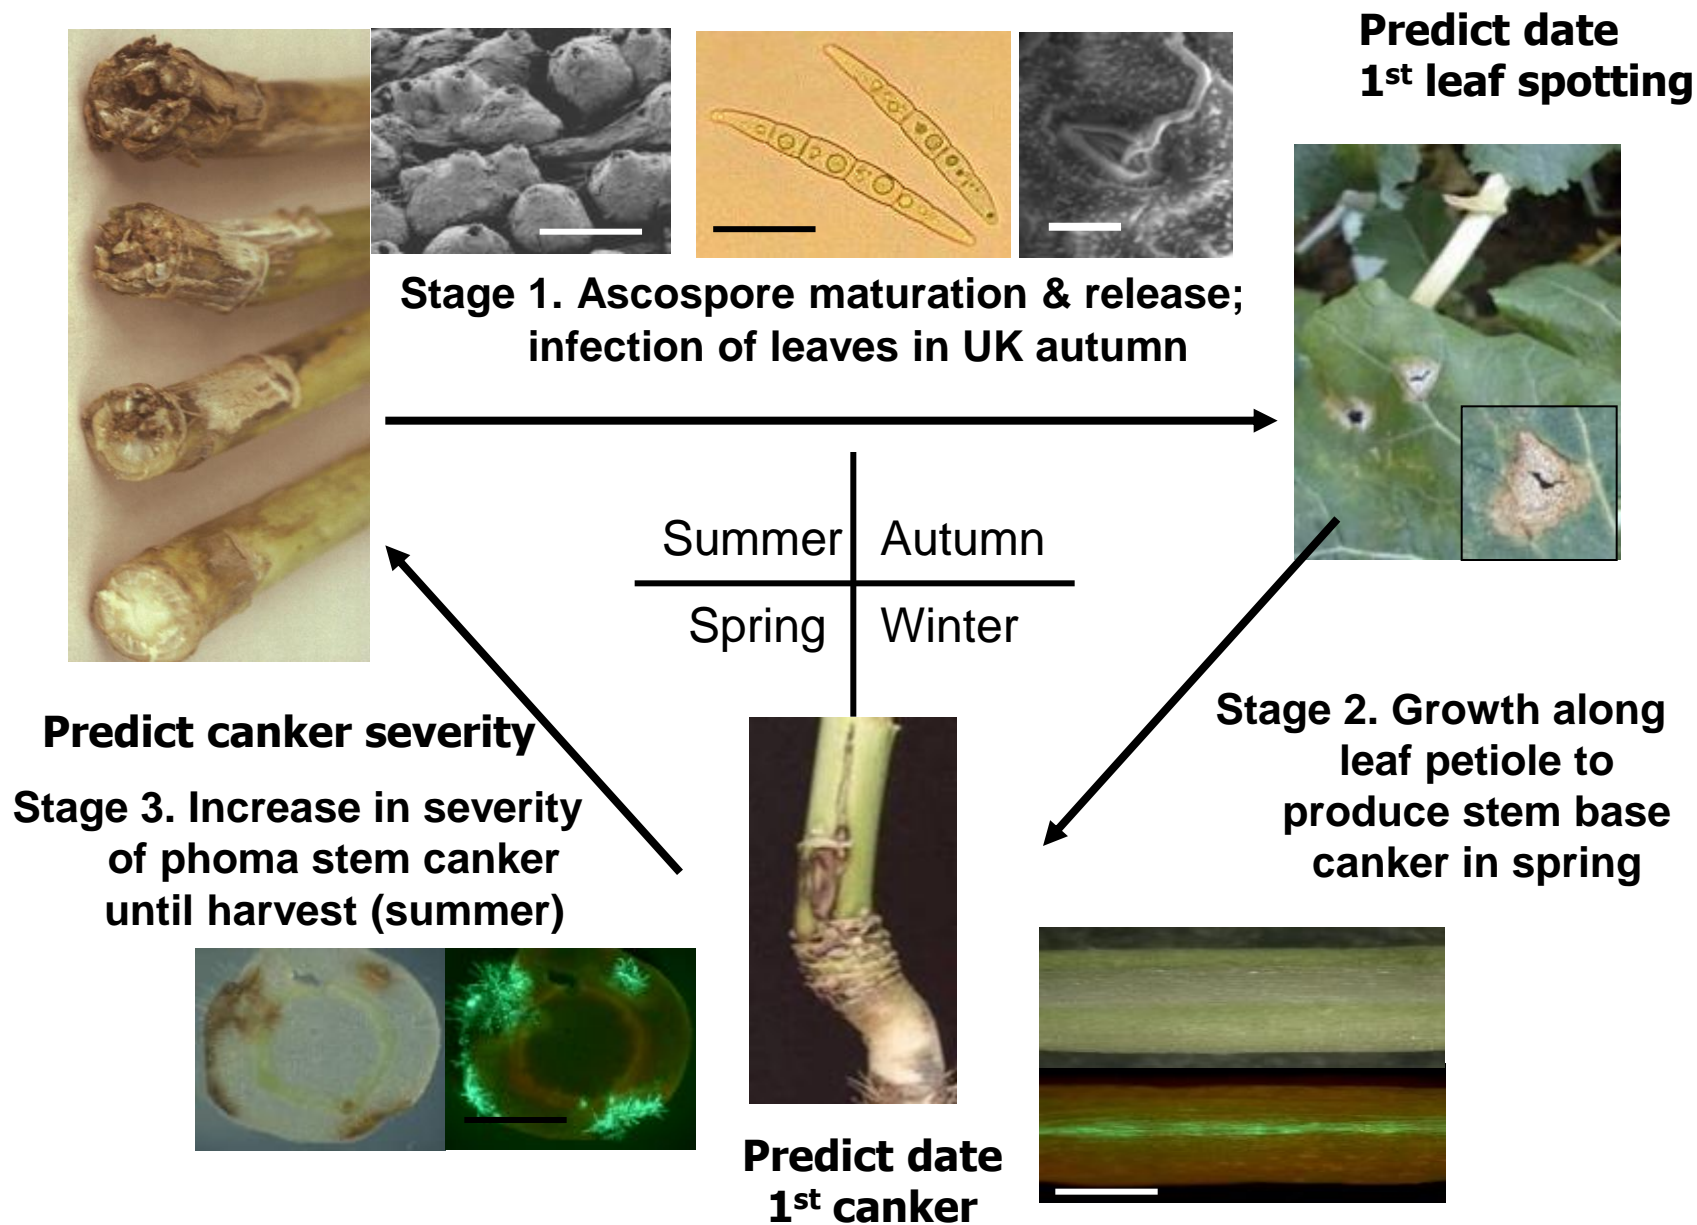 Predict date
1st leaf spotting
Stage 1. Ascospore maturation & release;
infection of leaves in UK autumn
Summer
Autumn
Spring
Winter
Stage 2. Growth along
leaf petiole to
produce stem base
canker in spring
Predict canker severity
Stage 3. Increase in severity
of phoma stem canker
until harvest (summer)
Predict date
1st canker